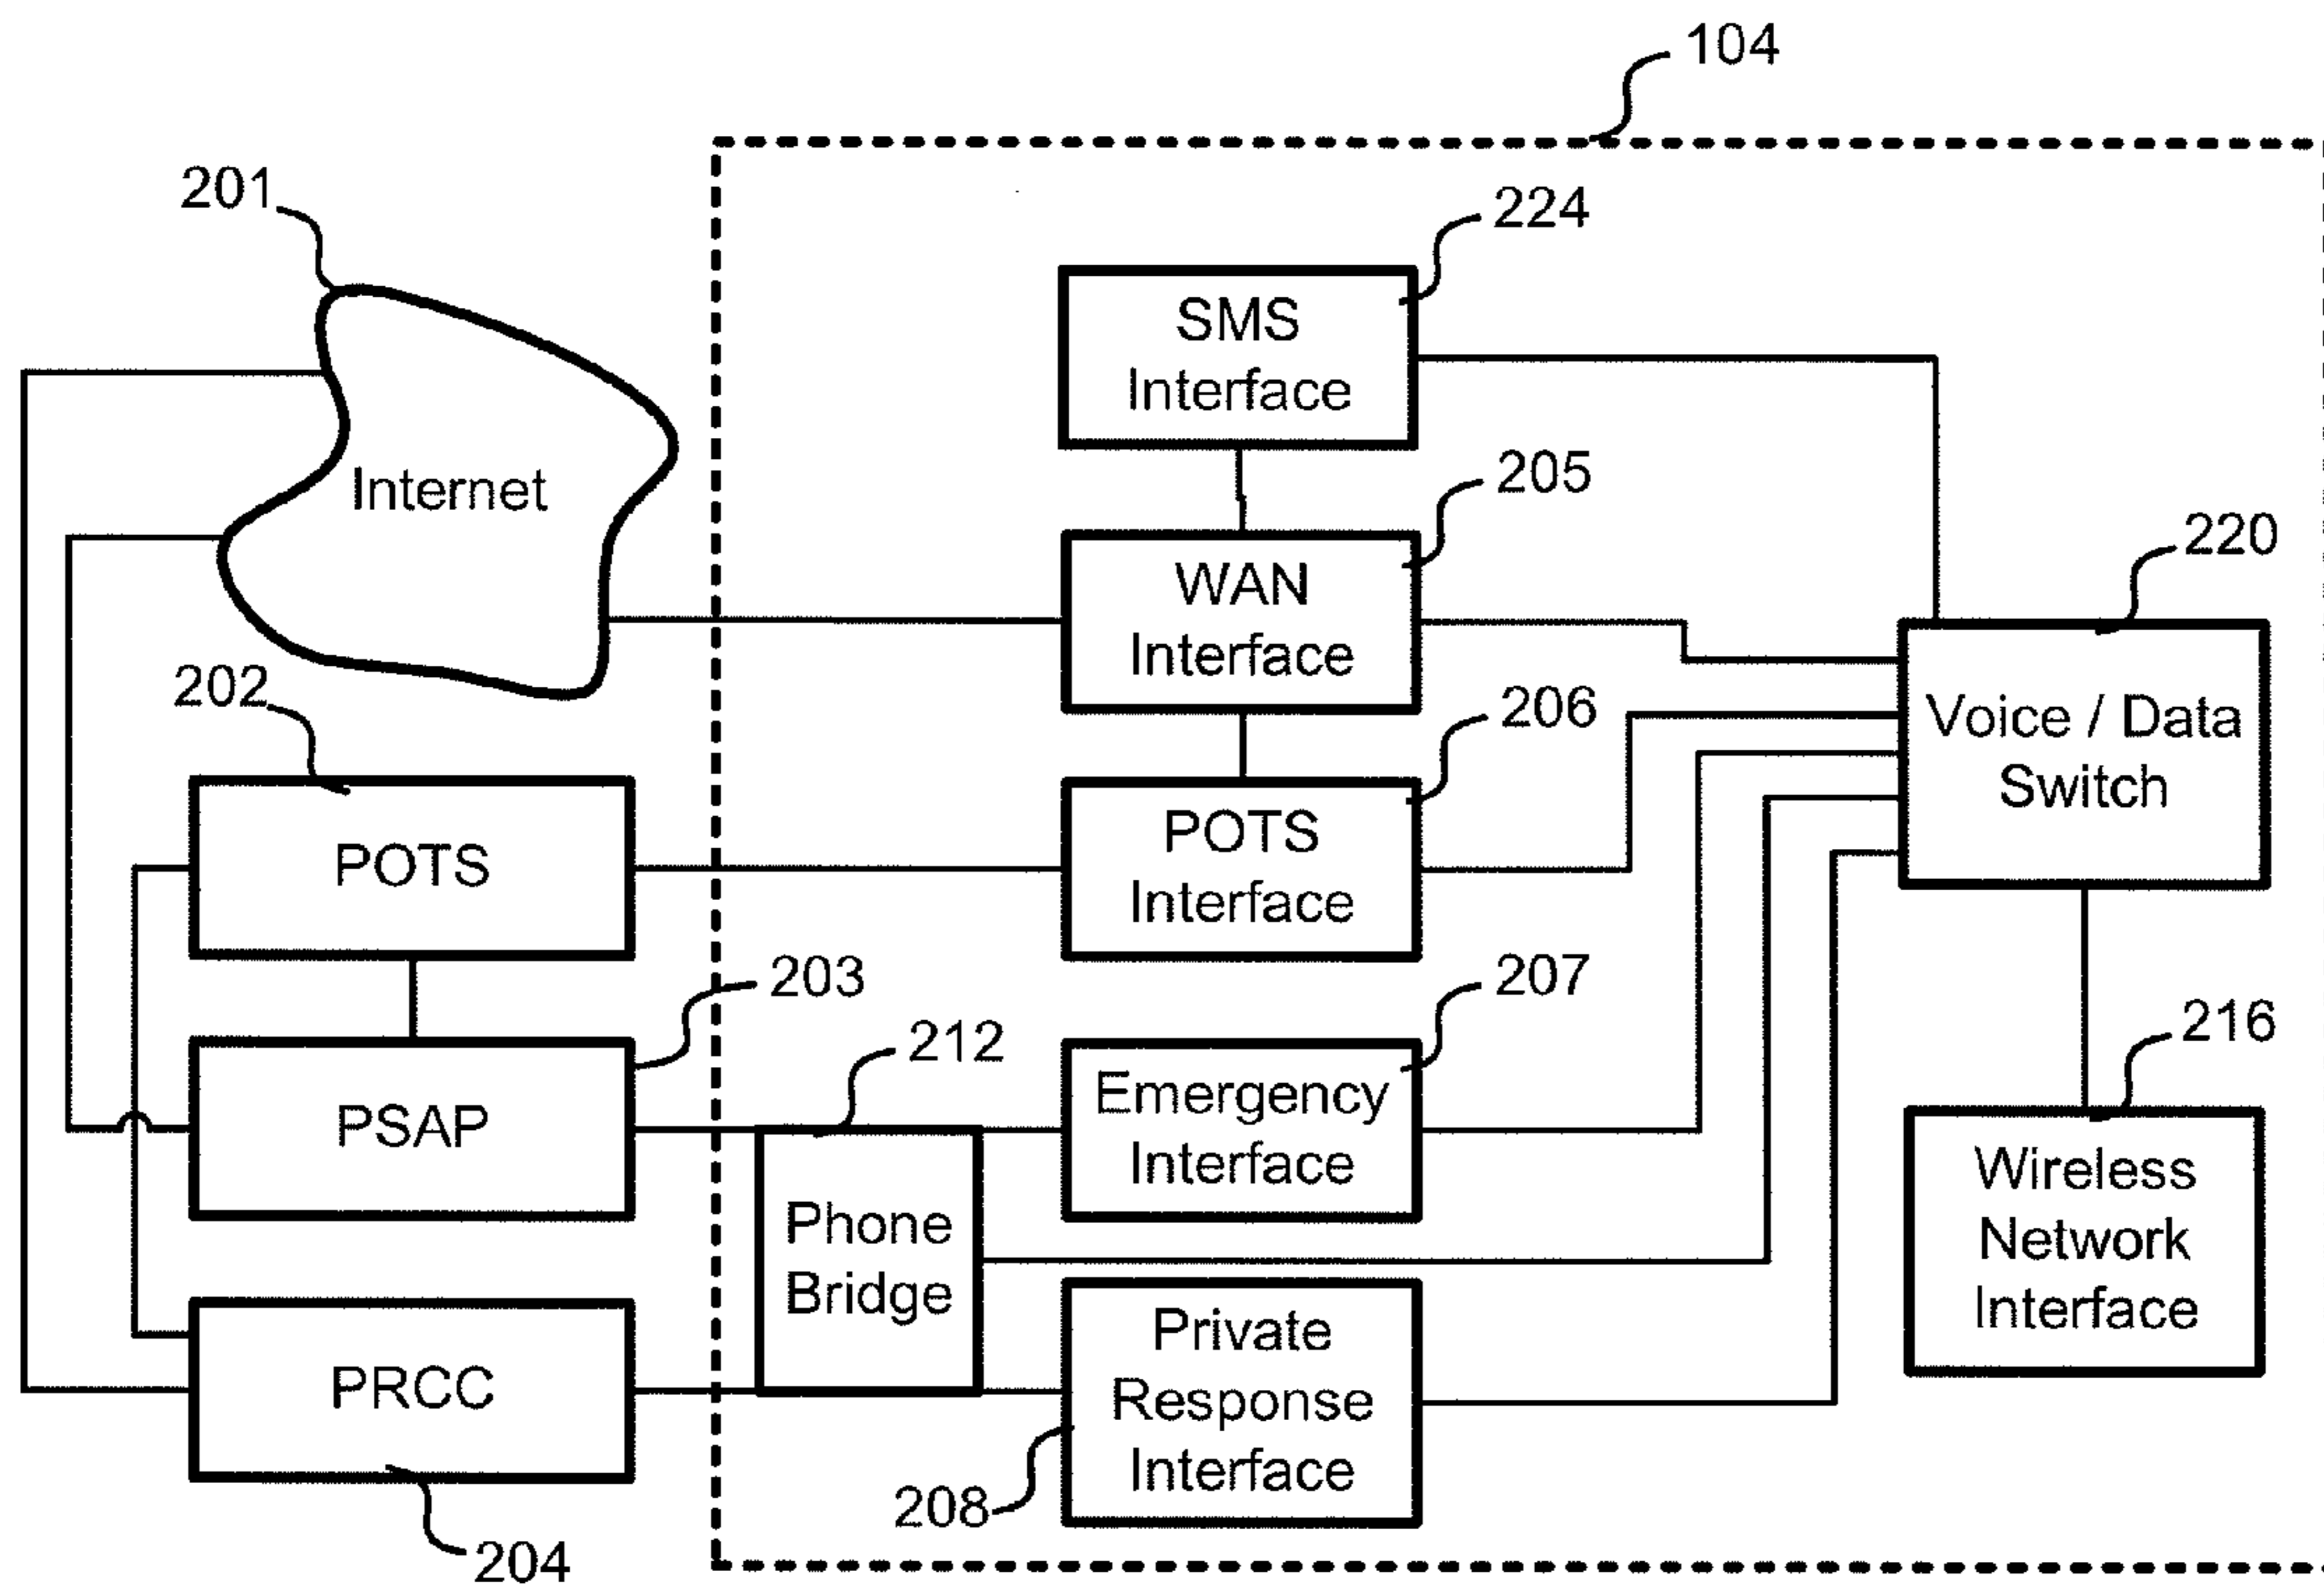 104
201
224
SMS
Interface
205
Internet
WAN
Interface
220
202
206
Voice / Data
Switch
POTS
POTS
Interface
203
207
212
216
PSAP
Emergency
Interface
Phone
Bridge
Wireless
Network
Interface
PRCC
Private
Response
Interface
208
204